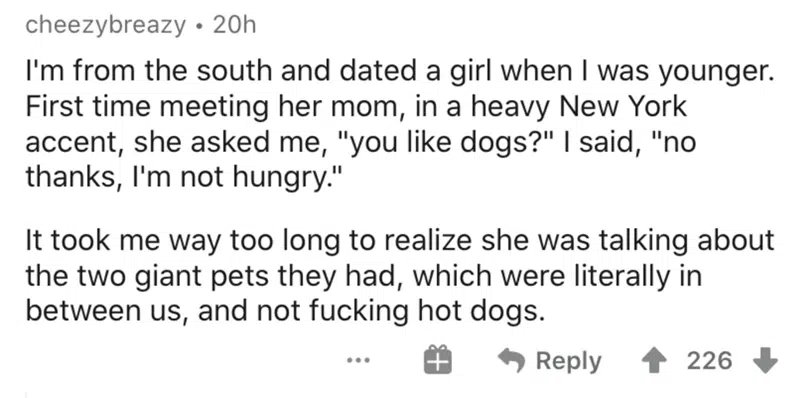 cheezybreazy • 20h
I'm from the south and dated a girl when I was younger.
First time meeting her mom, in a heavy New York
accent, she asked me, "you like dogs?" I said, "no
thanks, I'm not hungry."
It took me way too long to realize she was talking about
the two giant pets they had, which were literally in
between us, and not fucking hot dogs.
... Reply 226